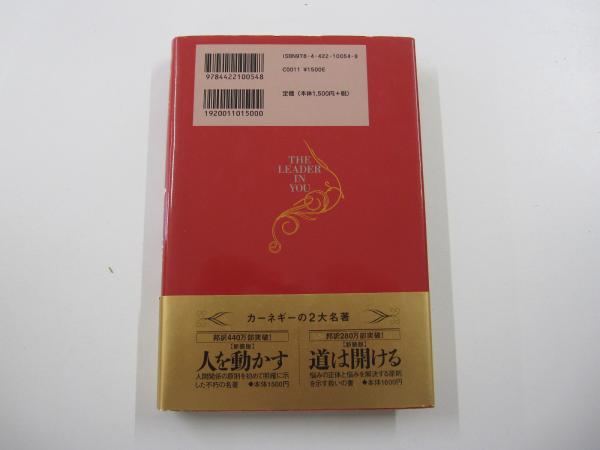 ISBN978-4-422-10054-8
C0011 ¥1500E
定価（本体1,500円+税）
9784422100548
1920011015000
THE
LEADER
IN
YOU
カーネギーの2大名著
邦訳440万部突破!
【新装版】
人を動かす
人間関係の原則を初めて明確に示
した不朽の名著 ◆本体1500円
邦訳280万部突破!
【新装版】
道は開ける
悩みの正体と悩みを解決する原則
を示す救いの書 ◆本体1600円